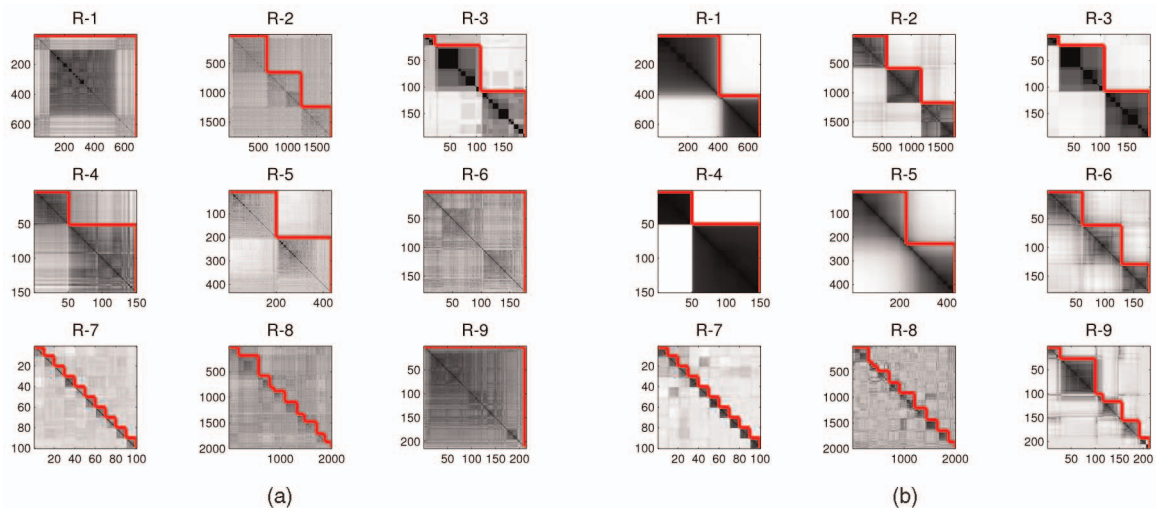 R-1 R-2 R-3 R-1 R-2 R-3
200 400 600 500 1000 1500 50 100 150 200 400 600 500 1000 1500 50 100 150
200 400 600 500 1000 1500 50 100 150 200 400 600 500 1000 1500 50 100 150
R-4 R-5 R-6 R-4 R-5 R-6
50 100 150 100 200 300 400 50 100 150 50 100 150 100 200 300 400 50 100 150
50 100 150 200 400 50 100 150 50 100 150 200 400 50 100 150
R-7 R-8 R-9 R-7 R-8 R-9
20 40 60 80 100 500 1000 1500 2000 50 100 150 200 20 40 60 80 100 500 1000 1500 2000 50 100 150 200
20 40 60 80 100 1000 2000 50 100 150 200 20 40 60 80 100 1000 2000 50 100 150 200
(a) (b)